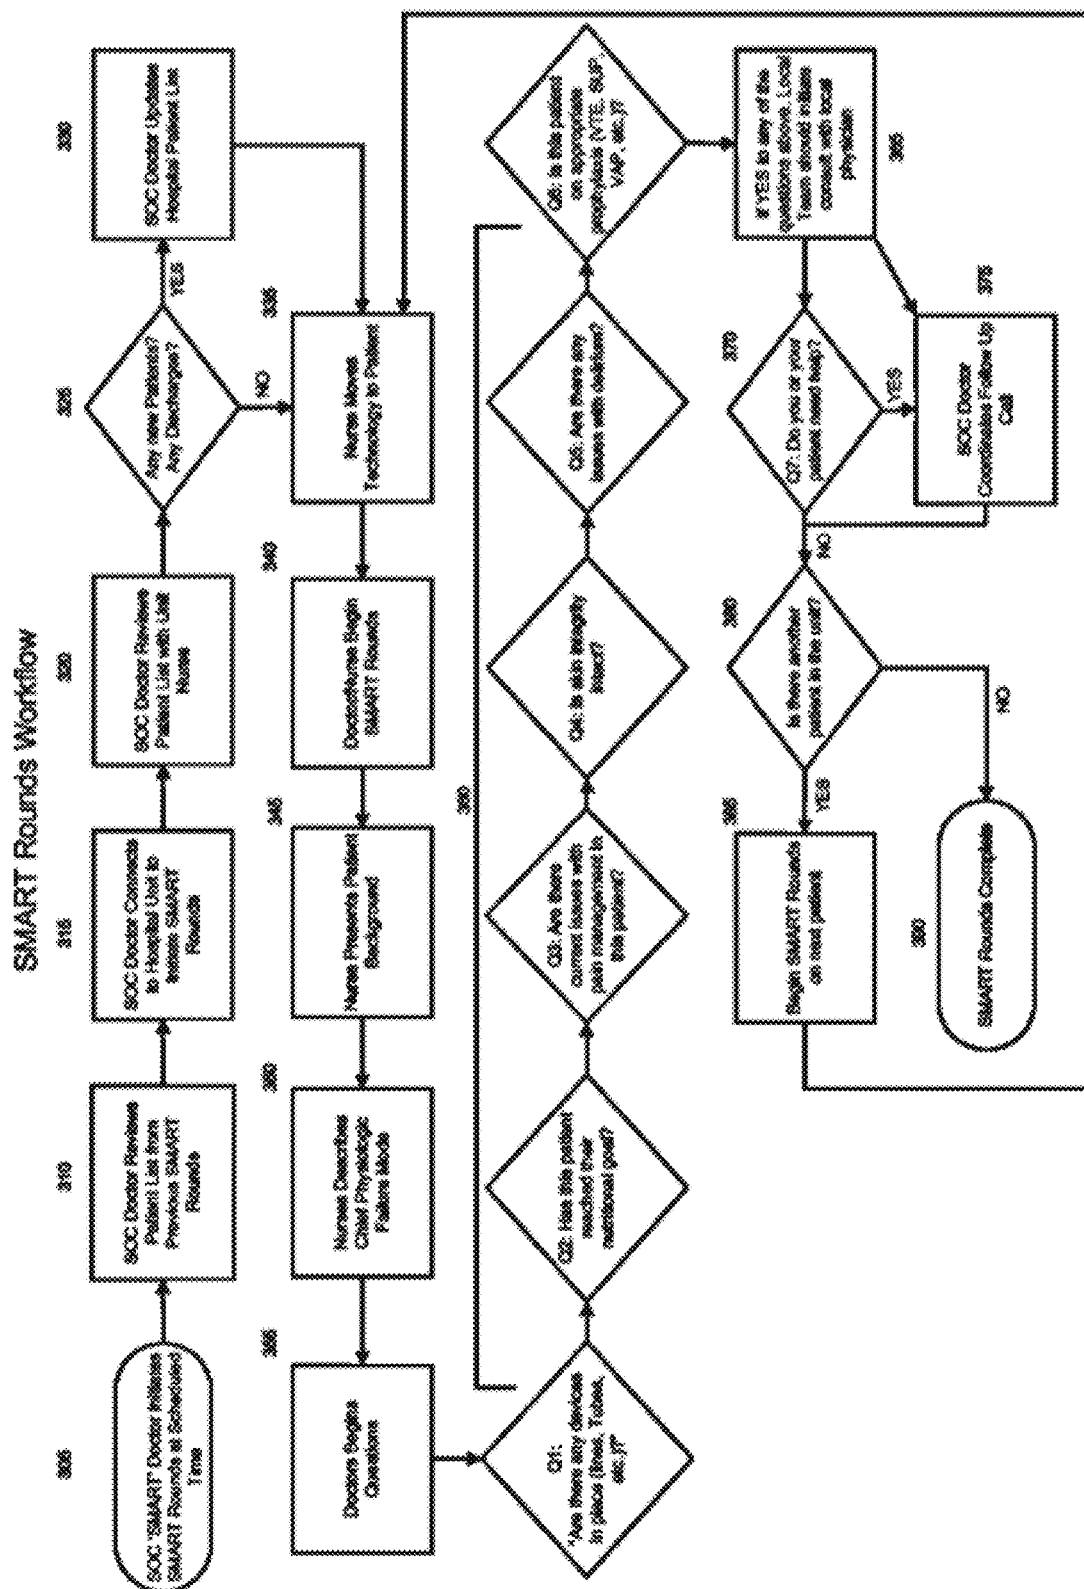 SMART Rounds Workflow
305
SOC "SMART" Doctor Initiates
SMART Rounds at Scheduled
Time
310
SOC Doctor Reviews
Patient List from
Previous SMART
Rounds
315
SOC Doctor Connects
to Hospital Unit to
Initiate SMART
Rounds
320
SOC Doctor Reviews
Patient List with Unit
Nurse
325
Any new Patients?
Any Discharges?
YES
NO
330
SOC Doctor Updates
Hospital Patient List
335
Nurse Moves
Technology to Patient
340
Doctor/Nurse Begin
SMART Rounds
345
Nurse Presents Patient
Background
350
Nurses Describes
Chief Physiologic
Failure Mode
355
Doctors Begins
Questions
360
Q1:
"Are there any devices
in place (lines, Tubes,
etc.)?"
Q2: Has this patient
reached their
nutritional goal?
Q3: Are there
current issues with
pain management in
this patient?
Q4: Is skin integrity
intact?
Q5: Are there any
issues with delirium?
Q6: Is this patient
on appropriate
prophylaxis (VTE, SUP,
VAP, etc.)?
365
If YES to any of the
questions above, Local
Team should initiate
consult with local
physician
370
Q7: Do you or your
patient need help?
YES
NO
375
SOC Doctor
Coordinates Follow Up
Call
380
Is there another
patient in the unit?
YES
NO
385
Begin SMART Rounds
on next patient
390
SMART Rounds Complete